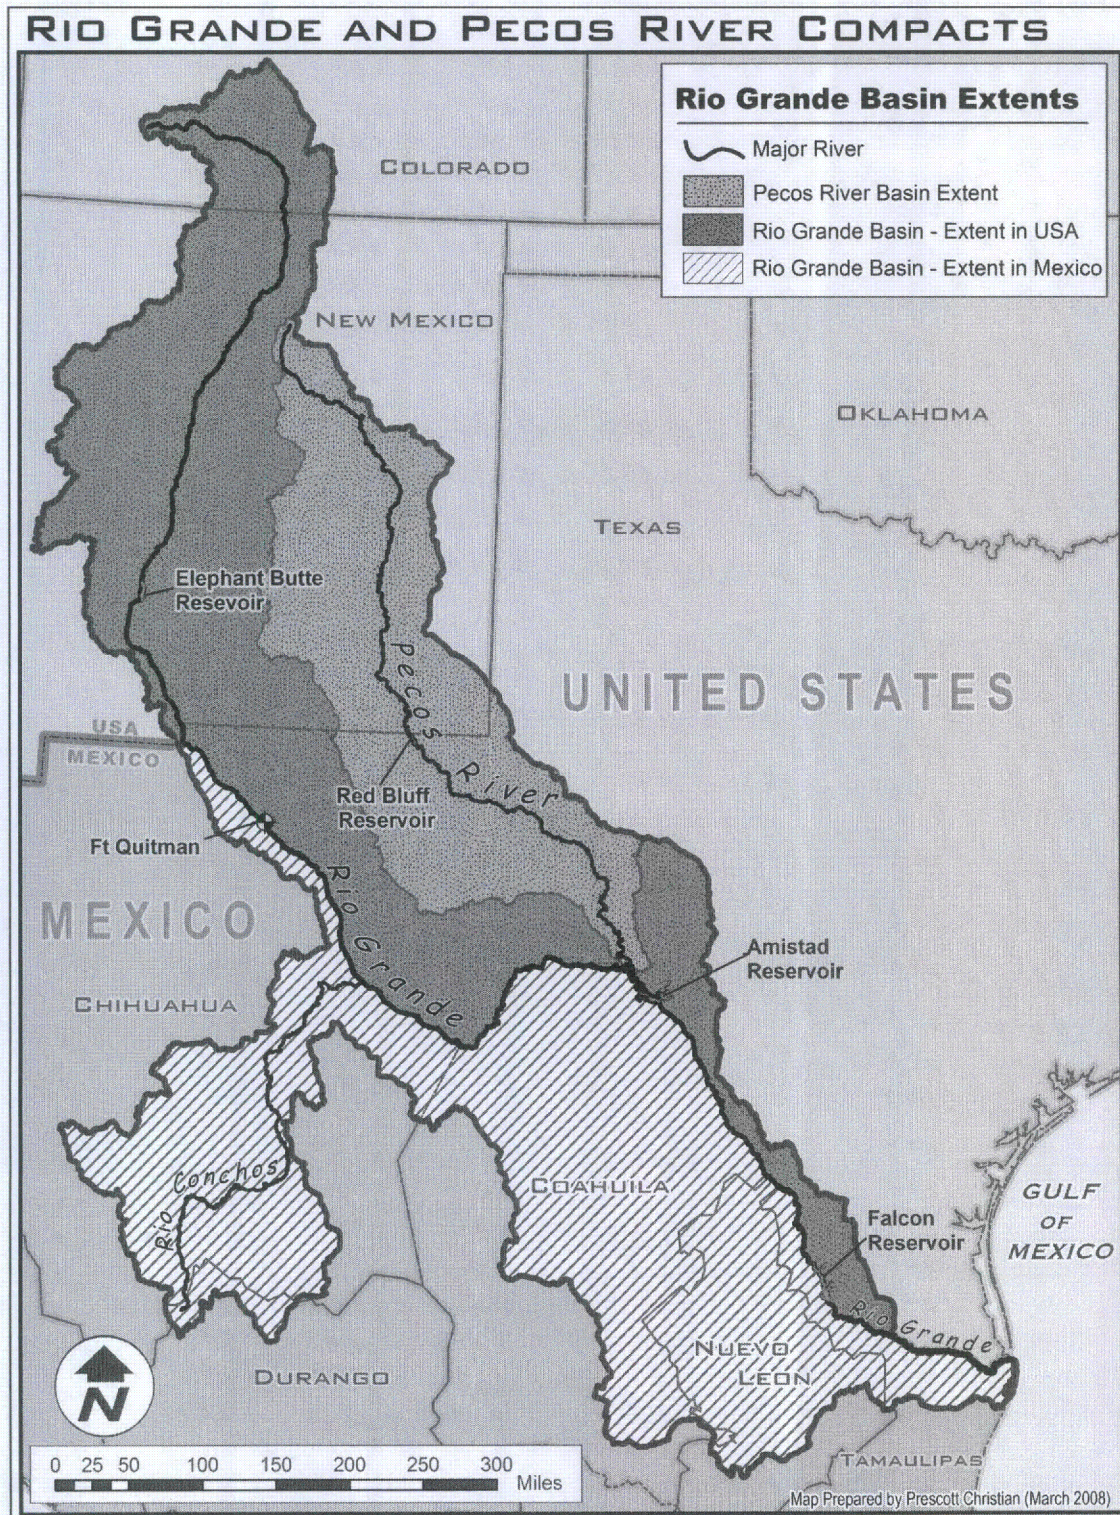 RIO GRANDE AND PECOS RIVER COMPACTS
Rio Grande Basin Extents
Major River
Pecos River Basin Extent
Rio Grande Basin - Extent in USA
Rio Grande Basin - Extent in Mexico
COLORADO
NEW MEXICO
OKLAHOMA
TEXAS
Elephant Butte
Resevoir
Pecos River
UNITED STATES
USA
MEXICO
Red Bluff
Reservoir
Ft Quitman
Rio Grande
MEXICO
Amistad
Reservoir
CHIHUAHUA
Rio Conchos
COAHUILA
GULF
OF
MEXICO
Falcon
Reservoir
Rio Grande
NUEVO
LEON
DURANGO
N
TAMAULIPAS
0 25 50 100 150 200 250 300
Miles
Map Prepared by Prescott Christian (March 2008)